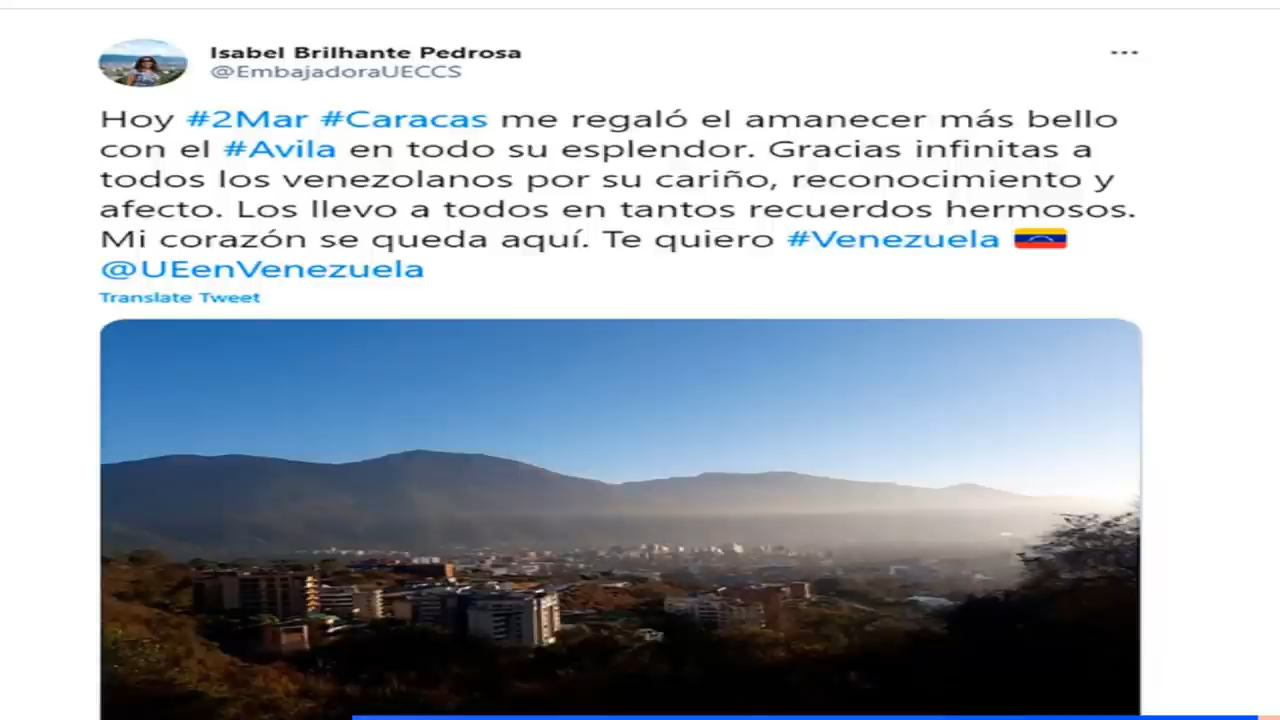 Isabel Brilhante Pedrosa
@EmbajadoraUECCS
Hoy #2Mar #Caracas me regaló el amanecer más bello
con el #Avila en todo su esplendor. Gracias infinitas a
todos los venezolanos por su cariño, reconocimiento y
afecto. Los llevo a todos en tantos recuerdos hermosos.
Mi corazón se queda aquí. Te quiero #Venezuela 🇻🇪
@UEenVenezuela
Translate Tweet